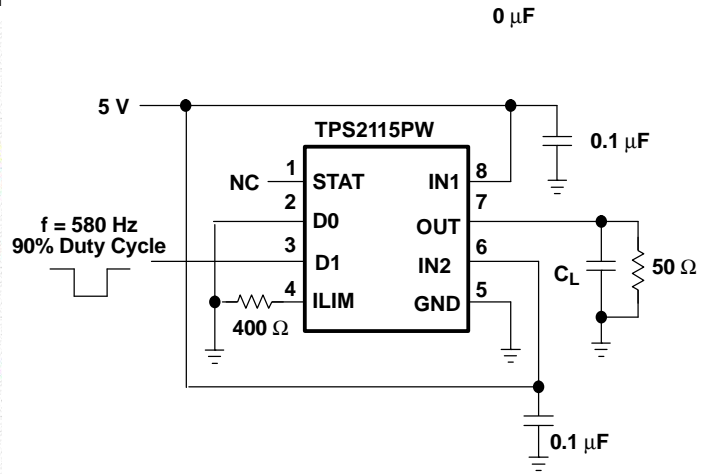 0 µF
5 V
TPS2115PW
0.1 µF
NC
1
STAT
IN1
8
2
D0
OUT
7
f = 580 Hz
90% Duty Cycle
3
D1
IN2
6
CL
50 Ω
4
ILIM
GND
5
400 Ω
0.1 µF